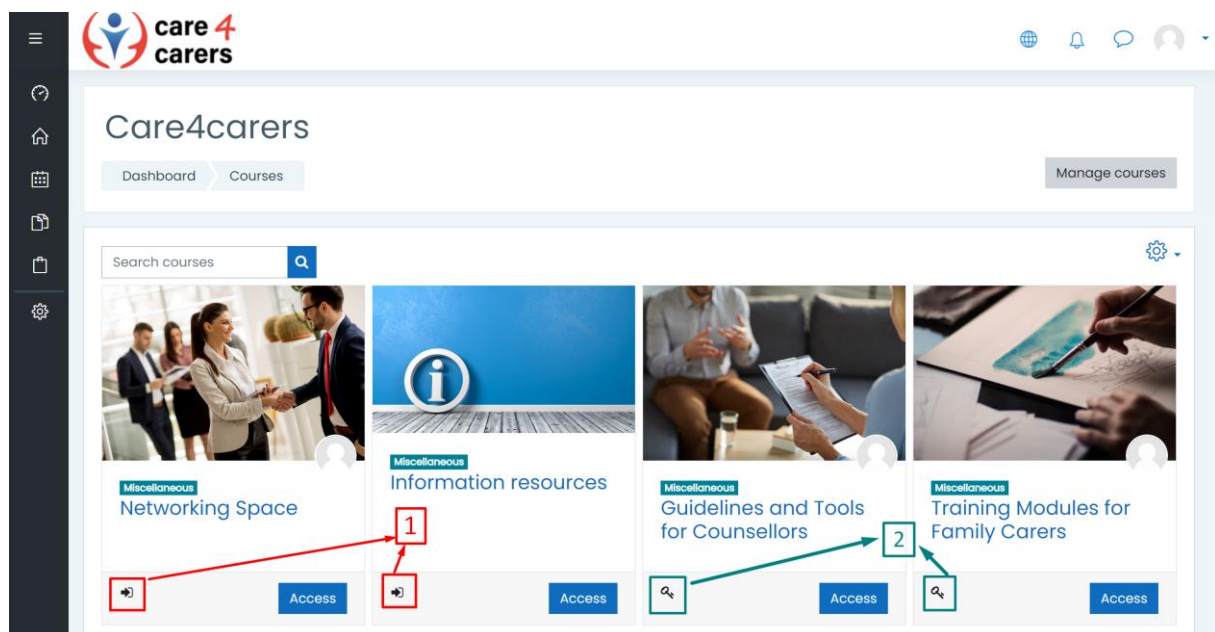 care 4
carers
Care4carers
Dashboard Courses
Manage courses
Search courses
Miscellaneous
Networking Space
Miscellaneous
Information resources
Miscellaneous
Guidelines and Tools
for Counsellors
Miscellaneous
Training Modules for
Family Carers
1
2
Access
Access
Access
Access